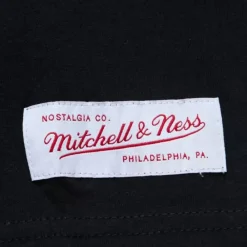 NOSTALGIA CO.
Mitchell & Ness
PHILADELPHIA, PA.